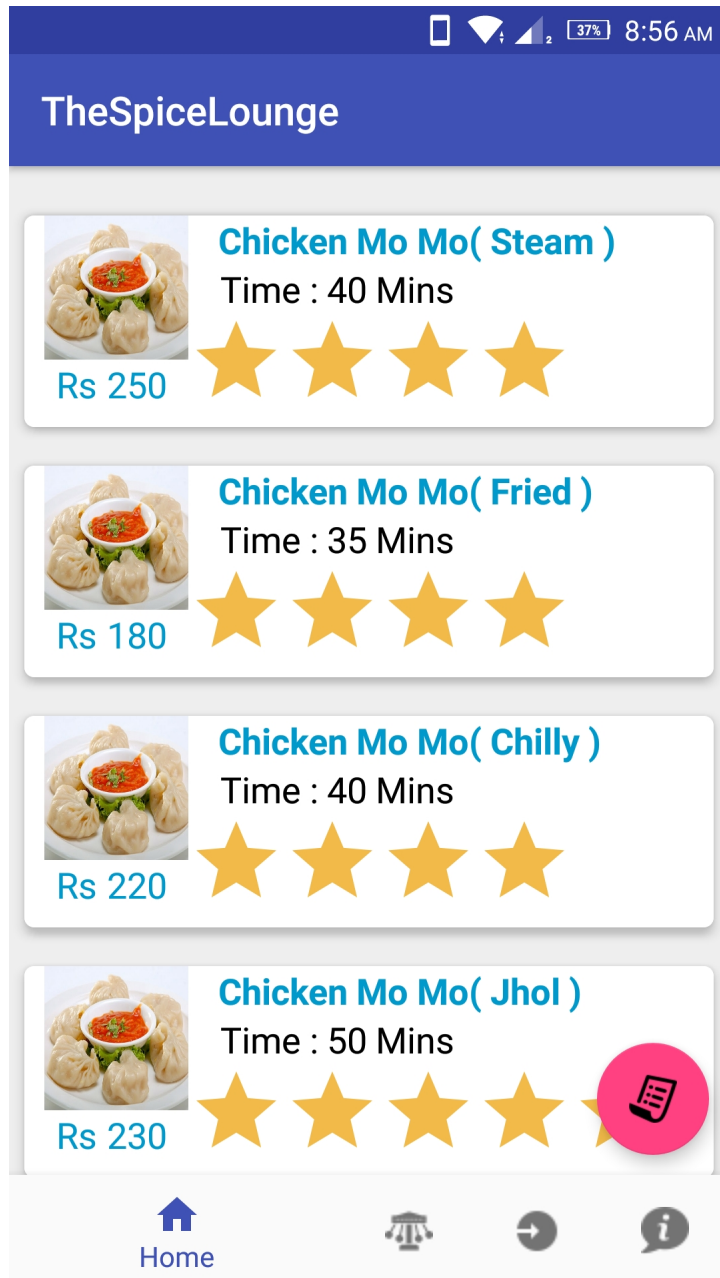 2 37% 8:56 AM
TheSpiceLounge
Chicken Mo Mo( Steam )
Time : 40 Mins
Rs 250
Chicken Mo Mo( Fried )
Time : 35 Mins
Rs 180
Chicken Mo Mo( Chilly )
Time : 40 Mins
Rs 220
Chicken Mo Mo( Jhol )
Time : 50 Mins
Rs 230
Home